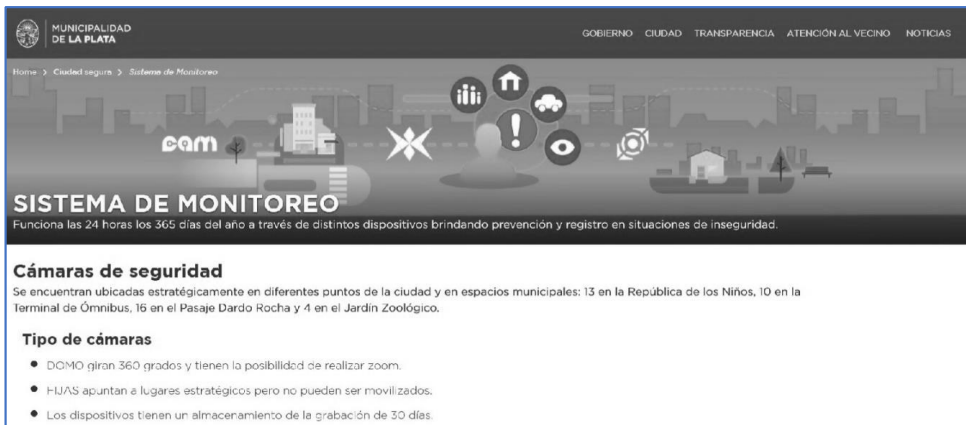 MUNICIPALIDAD
DE LA PLATA
GOBIERNO CIUDAD TRANSPARENCIA ATENCIÓN AL VECINO NOTICIAS
Home > Ciudad segura > Sistema de Monitoreo
cam
SISTEMA DE MONITOREO
Funciona las 24 horas los 365 días del año a través de distintos dispositivos brindando prevención y registro en situaciones de inseguridad.
Cámaras de seguridad
Se encuentran ubicadas estratégicamente en diferentes puntos de la ciudad y en espacios municipales: 13 en la República de los Niños, 10 en la
Terminal de Ómnibus, 16 en el Pasaje Dardo Rocha y 4 en el Jardín Zoológico.
Tipo de cámaras
• DOMO giran 360 grados y tienen la posibilidad de realizar zoom.
• FIJAS apuntan a lugares estratégicos pero no pueden ser movilizados.
• Los dispositivos tienen un almacenamiento de la grabación de 30 días.